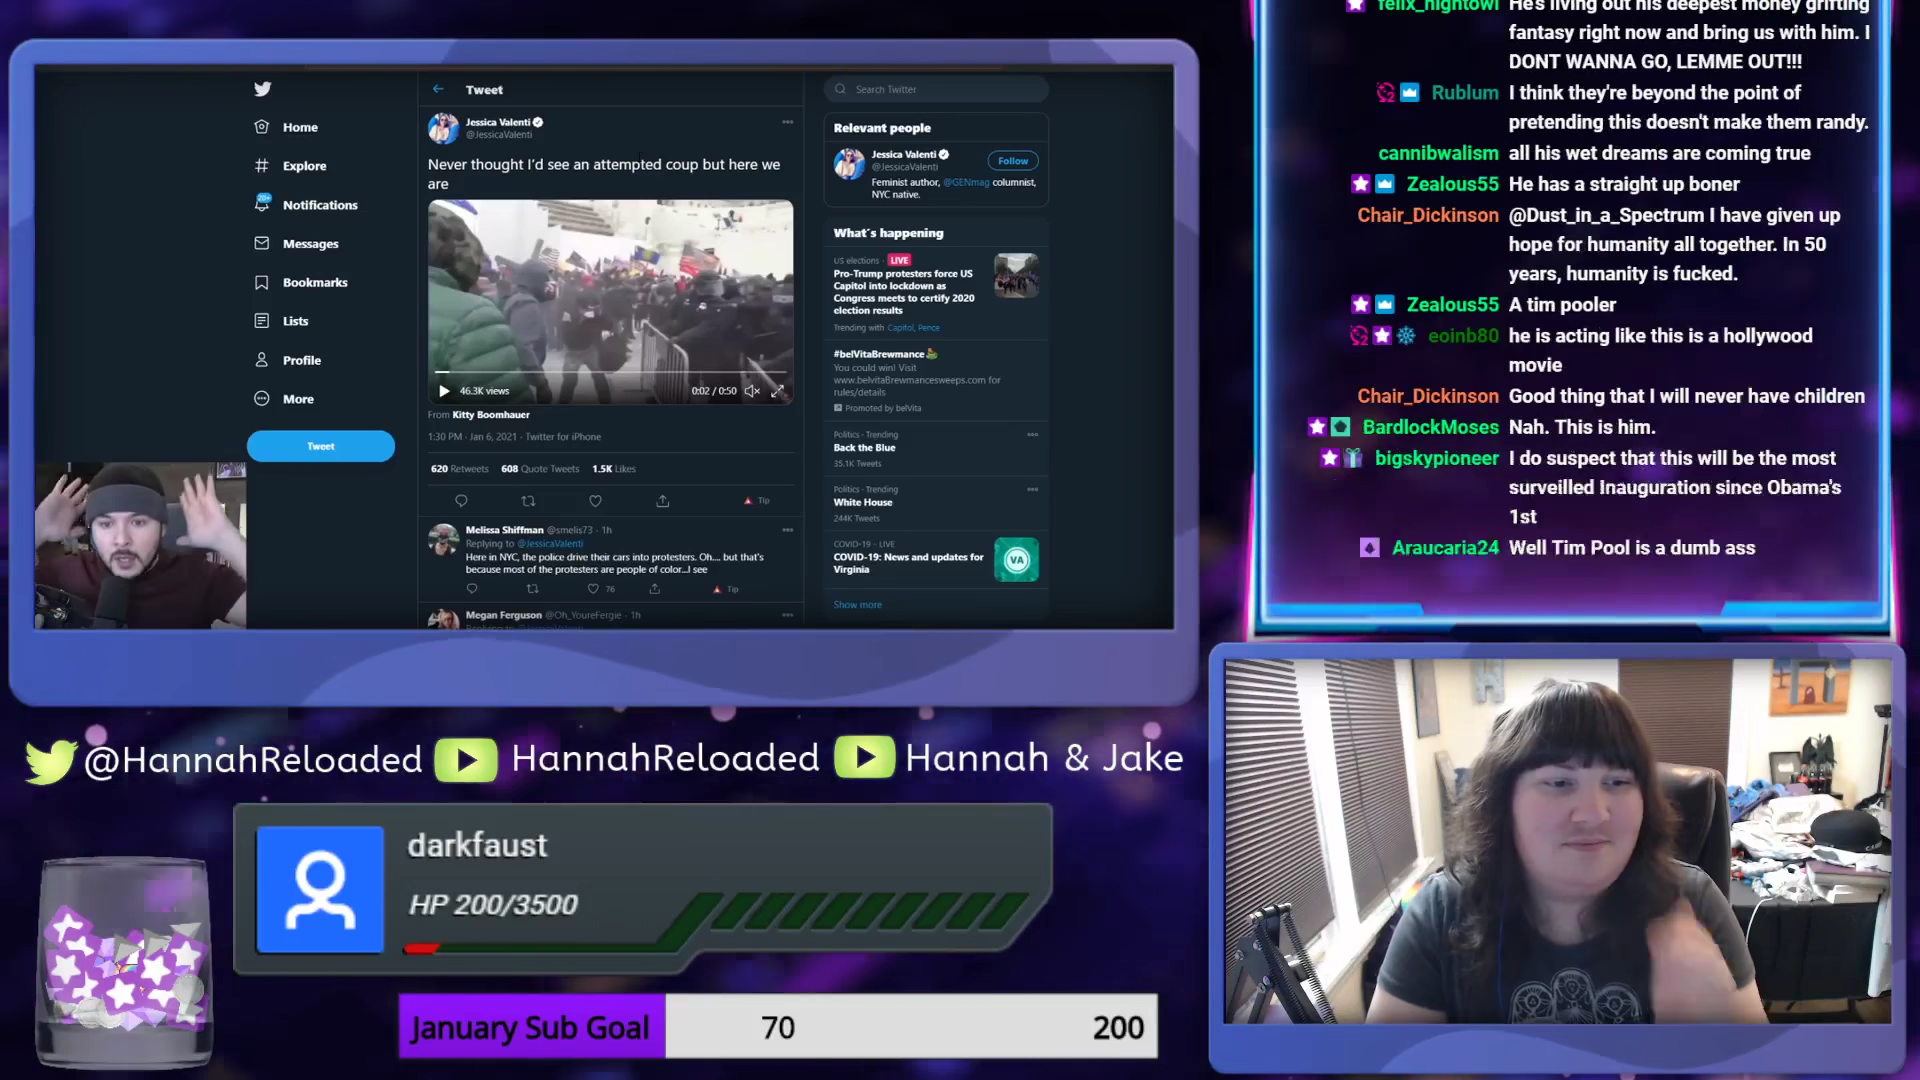 Tweet
Search Twitter
Home
Explore
20+
Notifications
Messages
Bookmarks
Lists
Profile
More
Tweet
Jessica Valenti
@JessicaValenti
Never thought I'd see an attempted coup but here we
are
46.3K views
0:02 / 0:50
From Kitty Boomhauer
1:30 PM · Jan 6, 2021 · Twitter for iPhone
620 Retweets 608 Quote Tweets 1.5K Likes
Tip
Melissa Shiffman @smelis73 · 1h
Replying to @JessicaValenti
Here in NYC, the police drive their cars into protesters. Oh.... but that's
because most of the protesters are people of color...I see
76
Tip
Megan Ferguson @Oh_YoureFergie · 1h
Relevant people
Jessica Valenti
@JessicaValenti
Follow
Feminist author, @GENmag columnist,
NYC native.
What's happening
US elections · LIVE
Pro-Trump protesters force US
Capitol into lockdown as
Congress meets to certify 2020
election results
Trending with Capitol, Pence
#belVitaBrewmance
You could win! Visit
www.belvitaBrewmancesweeps.com for
rules/details
Promoted by belVita
Politics · Trending
Back the Blue
35.1K Tweets
Politics · Trending
White House
244K Tweets
COVID-19 · LIVE
COVID-19: News and updates for
Virginia
VA
Show more
felix_nightowl He's living out his deepest money grifting
fantasy right now and bring us with him. I
DONT WANNA GO, LEMME OUT!!!
Rublum I think they're beyond the point of
pretending this doesn't make them randy.
cannibwalism all his wet dreams are coming true
Zealous55 He has a straight up boner
Chair_Dickinson @Dust_in_a_Spectrum I have given up
hope for humanity all together. In 50
years, humanity is fucked.
Zealous55 A tim pooler
eoinb80 he is acting like this is a hollywood
movie
Chair_Dickinson Good thing that I will never have children
BardlockMoses Nah. This is him.
bigskypioneer I do suspect that this will be the most
surveilled Inauguration since Obama's
1st
Araucaria24 Well Tim Pool is a dumb ass
@HannahReloaded HannahReloaded Hannah & Jake
darkfaust
HP 200/3500
January Sub Goal 70 200